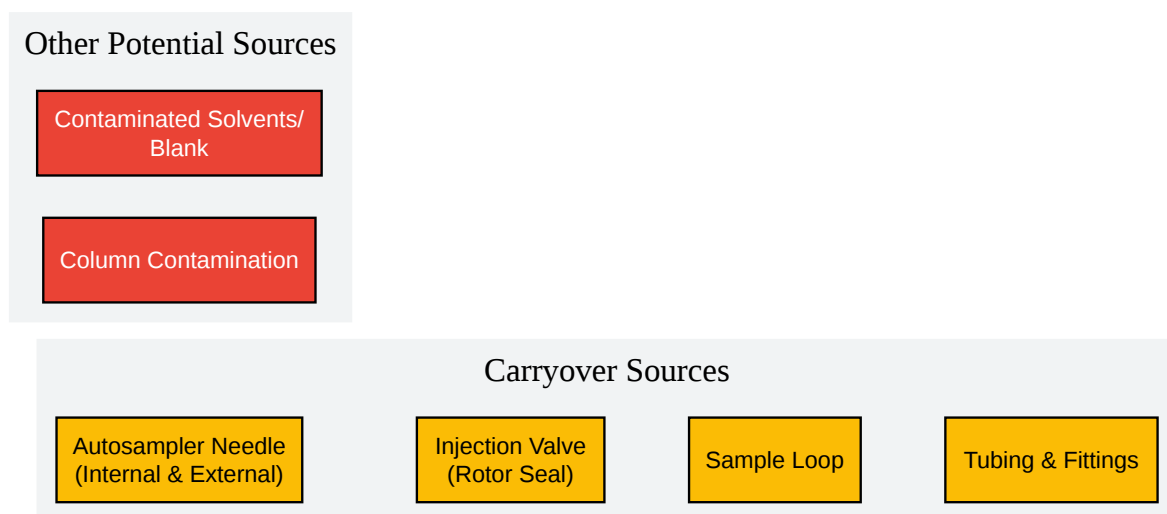 Other Potential Sources
Contaminated Solvents/
Blank
Column Contamination
Carryover Sources
Autosampler Needle
(Internal & External)
Injection Valve
(Rotor Seal)
Sample Loop
Tubing & Fittings